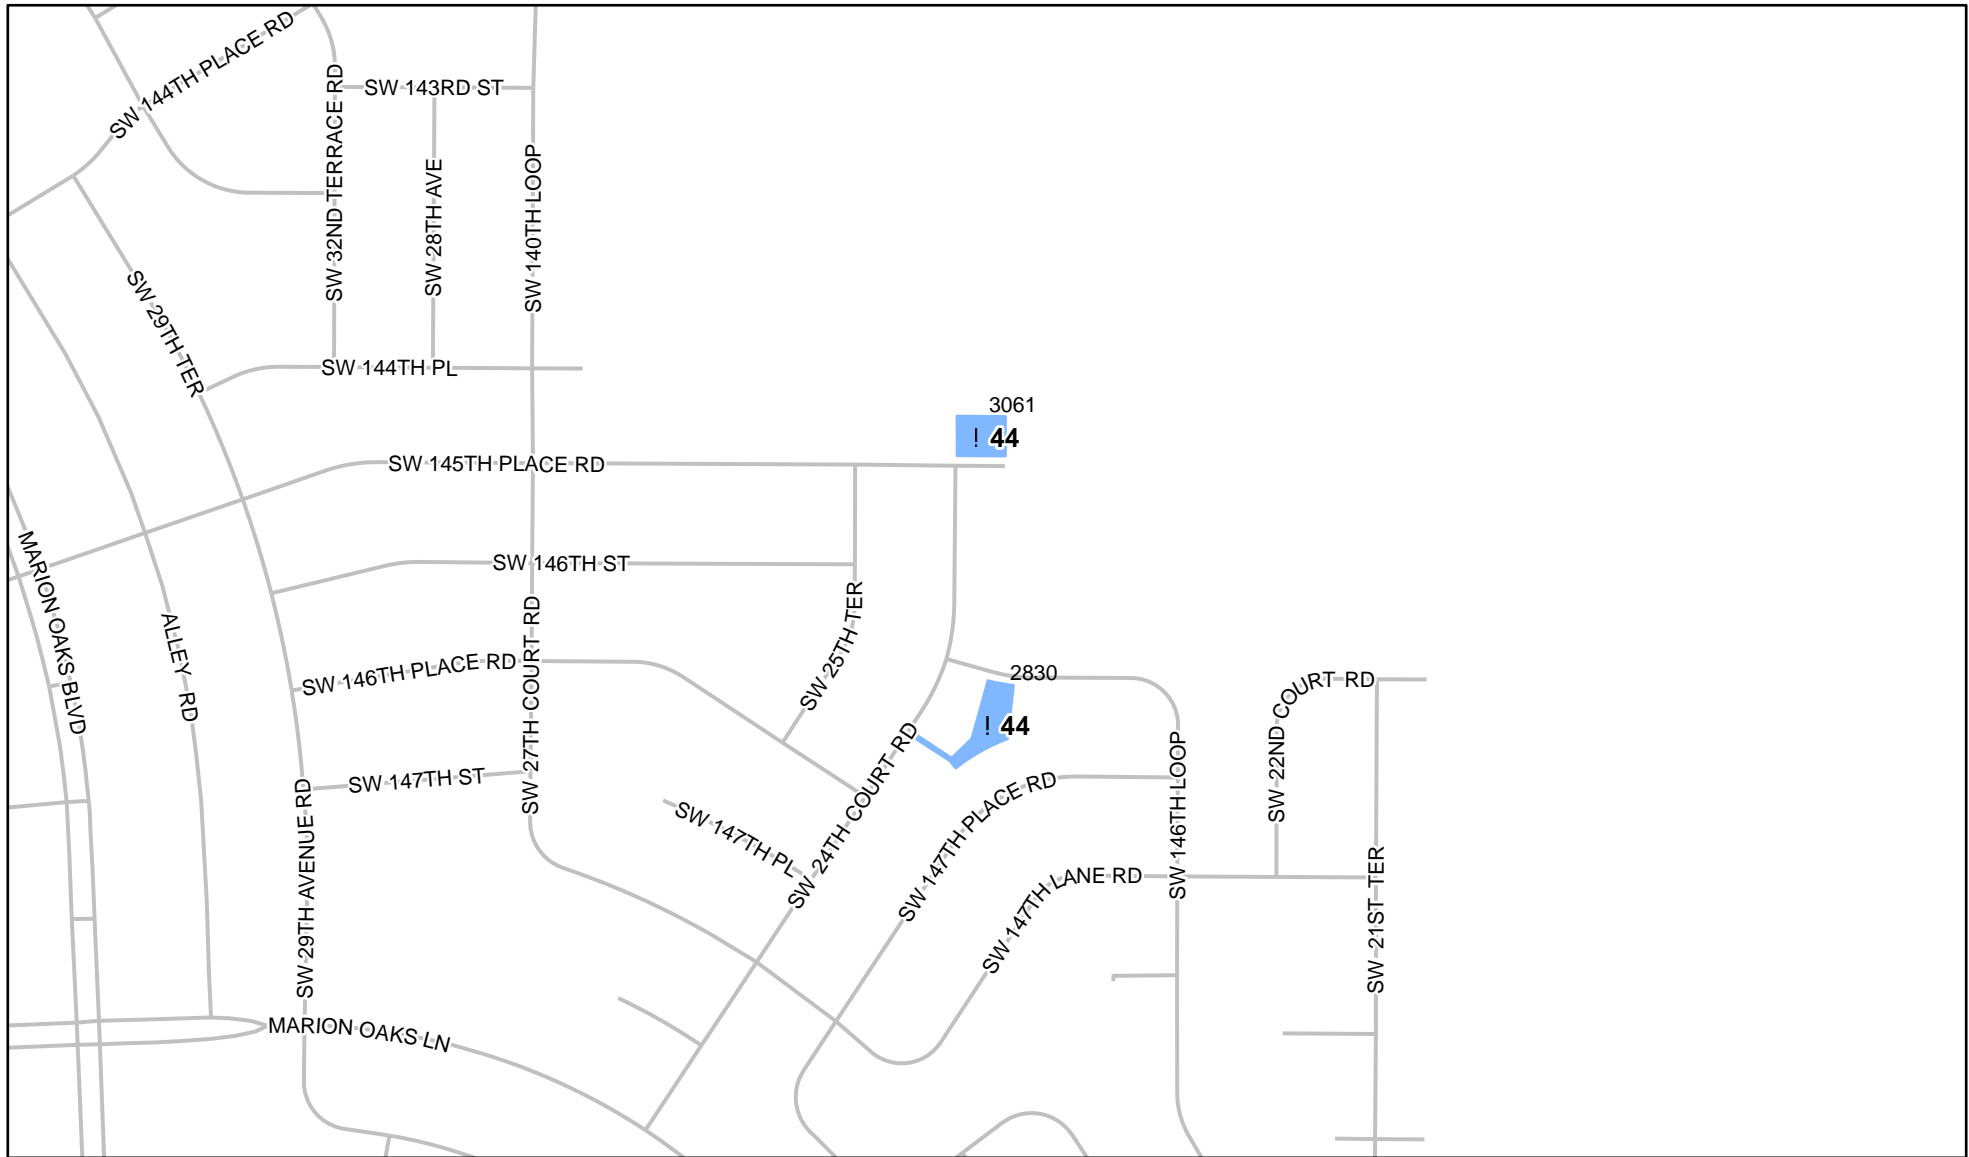 SW 144TH PLACE RD
SW 143RD ST
SW 32ND TERRACE RD
SW 28TH AVE
SW 140TH LOOP
SW 29TH TER
SW 144TH PL
3061
! 44
SW 145TH PLACE RD
SW 146TH ST
MARION OAKS BLVD
ALLEY RD
SW 25TH TER
SW 27TH COURT RD
SW 146TH PLACE RD
2830
! 44
SW 22ND COURT RD
SW 147TH ST
SW 24TH COURT RD
SW 147TH PLACE RD
SW 146TH LOOP
SW 29TH AVENUE RD
SW 147TH PL
SW 147TH LANE RD
SW 21ST TER
MARION OAKS LN